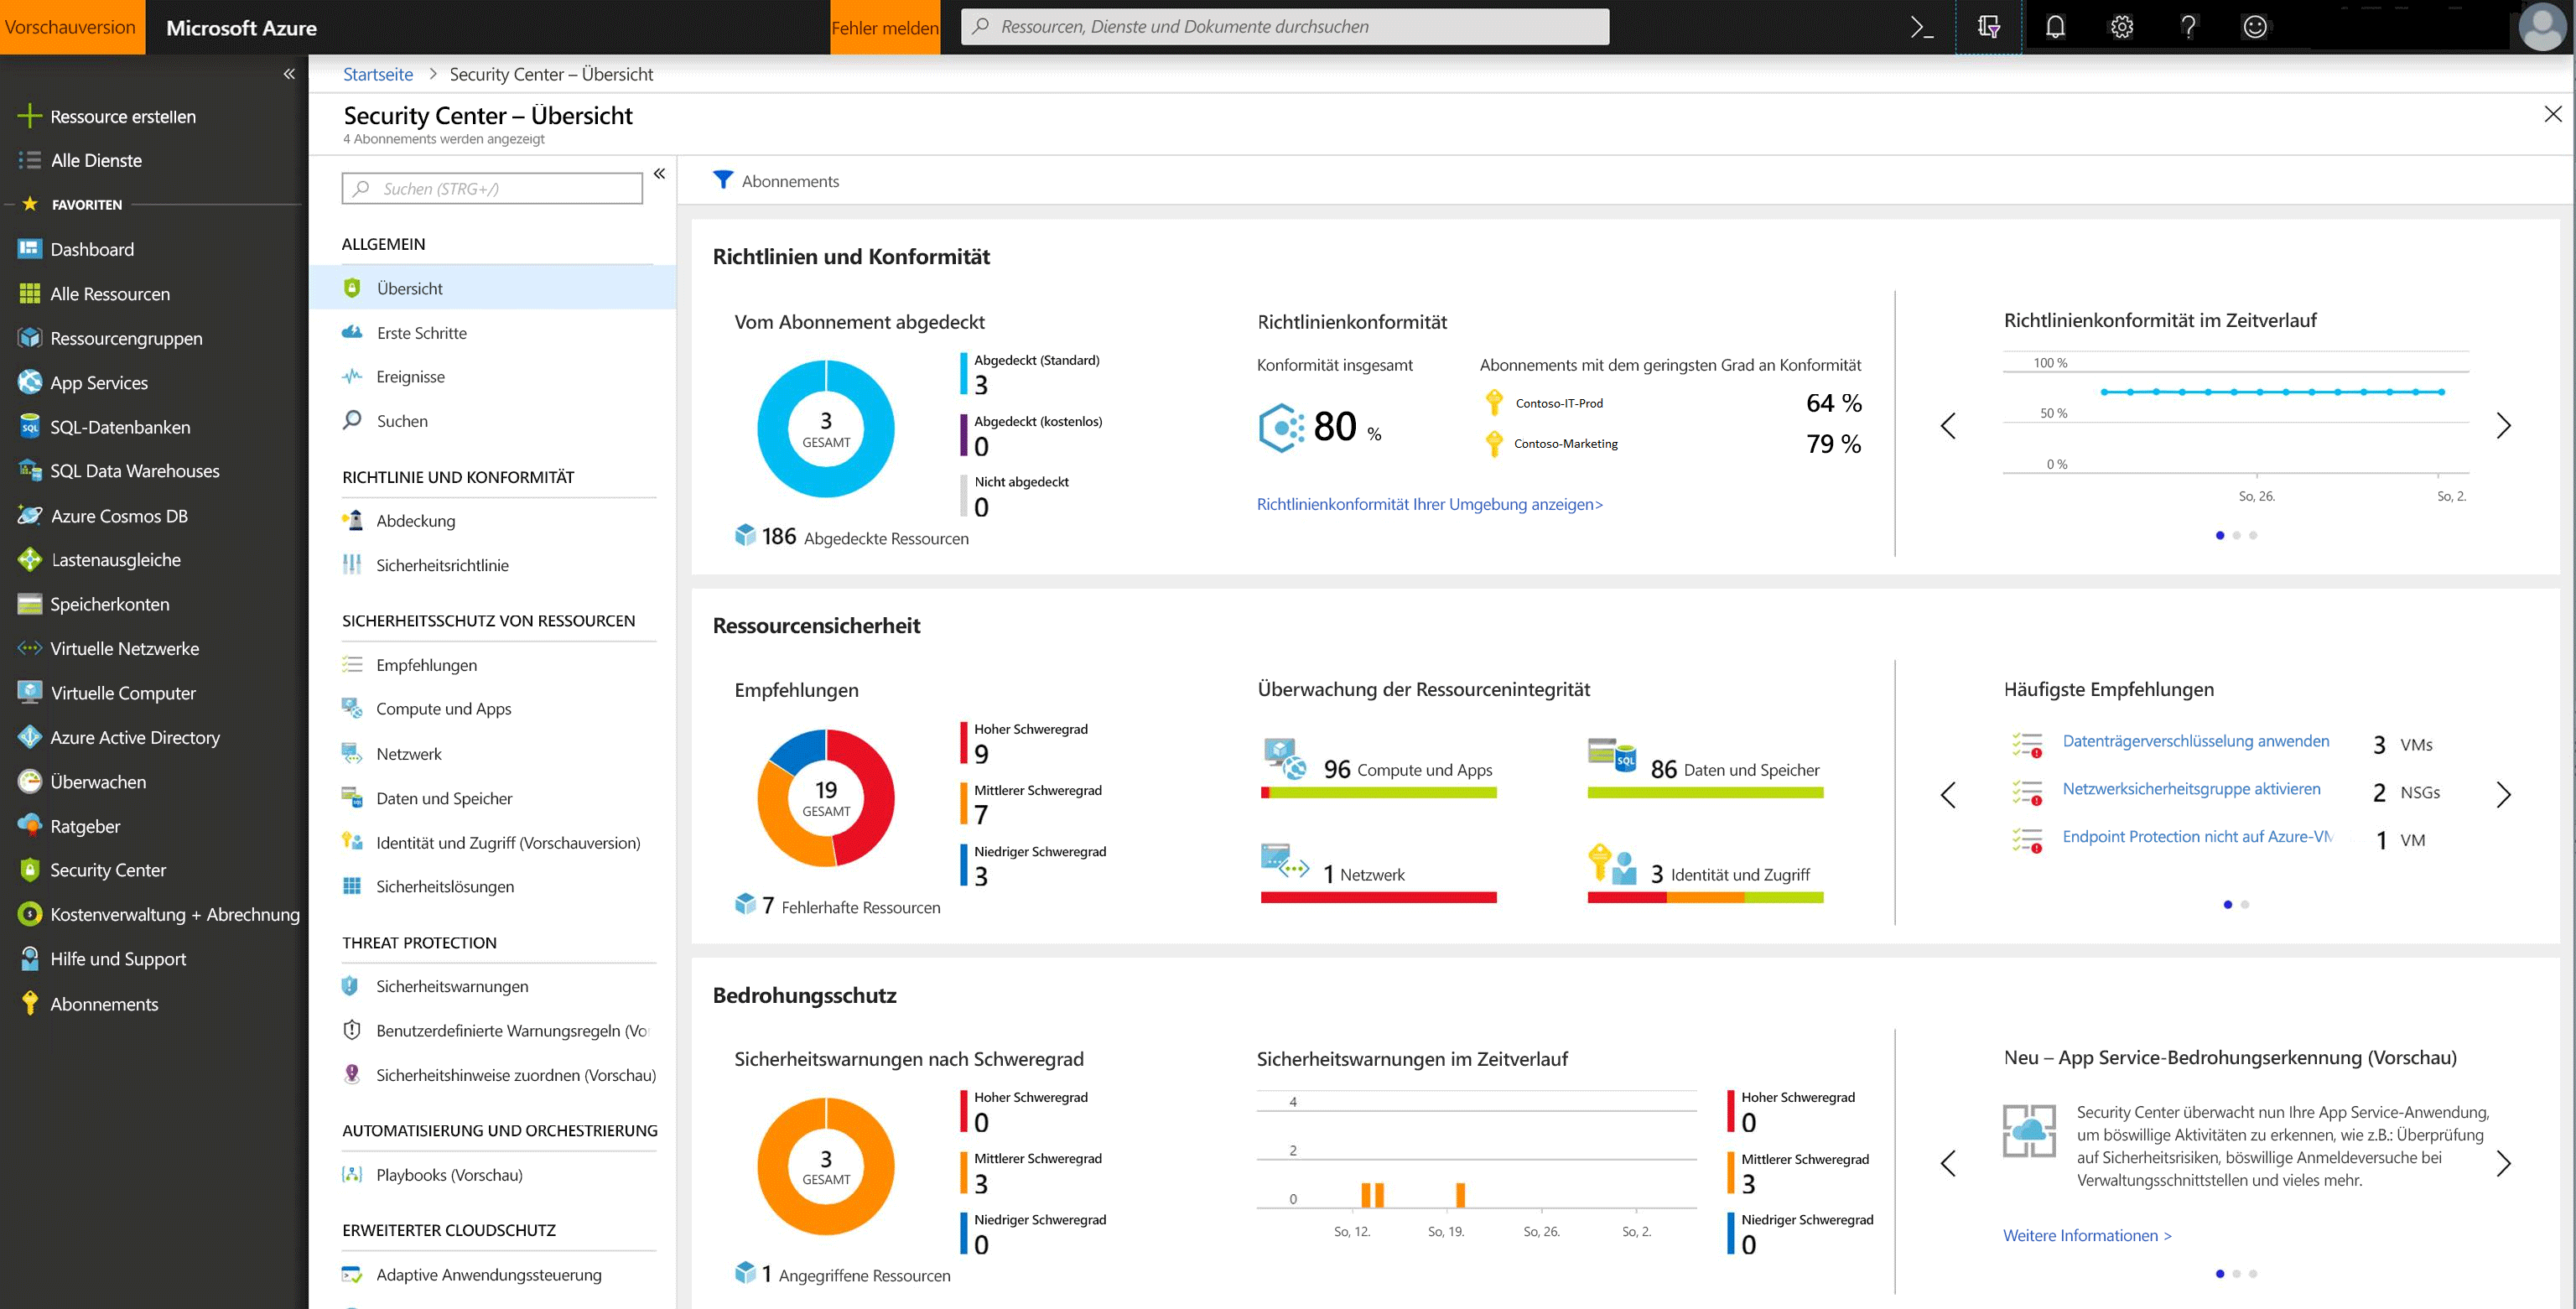 Vorschauversion
Microsoft Azure
Fehler melden
Ressourcen, Dienste und Dokumente durchsuchen
Ressource erstellen
Alle Dienste
FAVORITEN
Dashboard
Alle Ressourcen
Ressourcengruppen
App Services
SQL-Datenbanken
SQL Data Warehouses
Azure Cosmos DB
Lastenausgleiche
Speicherkonten
Virtuelle Netzwerke
Virtuelle Computer
Azure Active Directory
Überwachen
Ratgeber
Security Center
Kostenverwaltung + Abrechnung
Hilfe und Support
Abonnements
Startseite > Security Center – Übersicht
Security Center – Übersicht
4 Abonnements werden angezeigt
Suchen (STRG+/)
ALLGEMEIN
Übersicht
Erste Schritte
Ereignisse
Suchen
RICHTLINIE UND KONFORMITÄT
Abdeckung
Sicherheitsrichtlinie
SICHERHEITSSCHUTZ VON RESSOURCEN
Empfehlungen
Compute und Apps
Netzwerk
Daten und Speicher
Identität und Zugriff (Vorschauversion)
Sicherheitslösungen
THREAT PROTECTION
Sicherheitswarnungen
Benutzerdefinierte Warnungsregeln (Vo
Sicherheitshinweise zuordnen (Vorschau)
AUTOMATISIERUNG UND ORCHESTRIERUNG
Playbooks (Vorschau)
ERWEITERTER CLOUDSCHUTZ
Adaptive Anwendungssteuerung
Abonnements
Richtlinien und Konformität
Vom Abonnement abgedeckt
3
GESAMT
Abgedeckt (Standard)
3
Abgedeckt (kostenlos)
0
Nicht abgedeckt
0
186 Abgedeckte Ressourcen
Richtlinienkonformität
Konformität insgesamt
80 %
Abonnements mit dem geringsten Grad an Konformität
Contoso-IT-Prod 64 %
Contoso-Marketing 79 %
Richtlinienkonformität Ihrer Umgebung anzeigen>
Richtlinienkonformität im Zeitverlauf
100 %
50 %
0 %
So, 26. So, 2.
Ressourcensicherheit
Empfehlungen
19
GESAMT
Hoher Schweregrad
9
Mittlerer Schweregrad
7
Niedriger Schweregrad
3
7 Fehlerhafte Ressourcen
Überwachung der Ressourcenintegrität
SQL
96 Compute und Apps
86 Daten und Speicher
1 Netzwerk
3 Identität und Zugriff
Häufigste Empfehlungen
Datenträgerverschlüsselung anwenden 3 VMs
Netzwerksicherheitsgruppe aktivieren 2 NSGs
Endpoint Protection nicht auf Azure-VM 1 VM
Bedrohungsschutz
Sicherheitswarnungen nach Schweregrad
3
GESAMT
Hoher Schweregrad
0
Mittlerer Schweregrad
3
Niedriger Schweregrad
0
1 Angegriffene Ressourcen
Sicherheitswarnungen im Zeitverlauf
4
2
0
So, 12. So, 19. So, 26. So, 2.
Hoher Schweregrad
0
Mittlerer Schweregrad
3
Niedriger Schweregrad
0
Neu – App Service-Bedrohungserkennung (Vorschau)
Security Center überwacht nun Ihre App Service-Anwendung,
um böswillige Aktivitäten zu erkennen, wie z.B.: Überprüfung
auf Sicherheitsrisiken, böswillige Anmeldeversuche bei
Verwaltungsschnittstellen und vieles mehr.
Weitere Informationen >